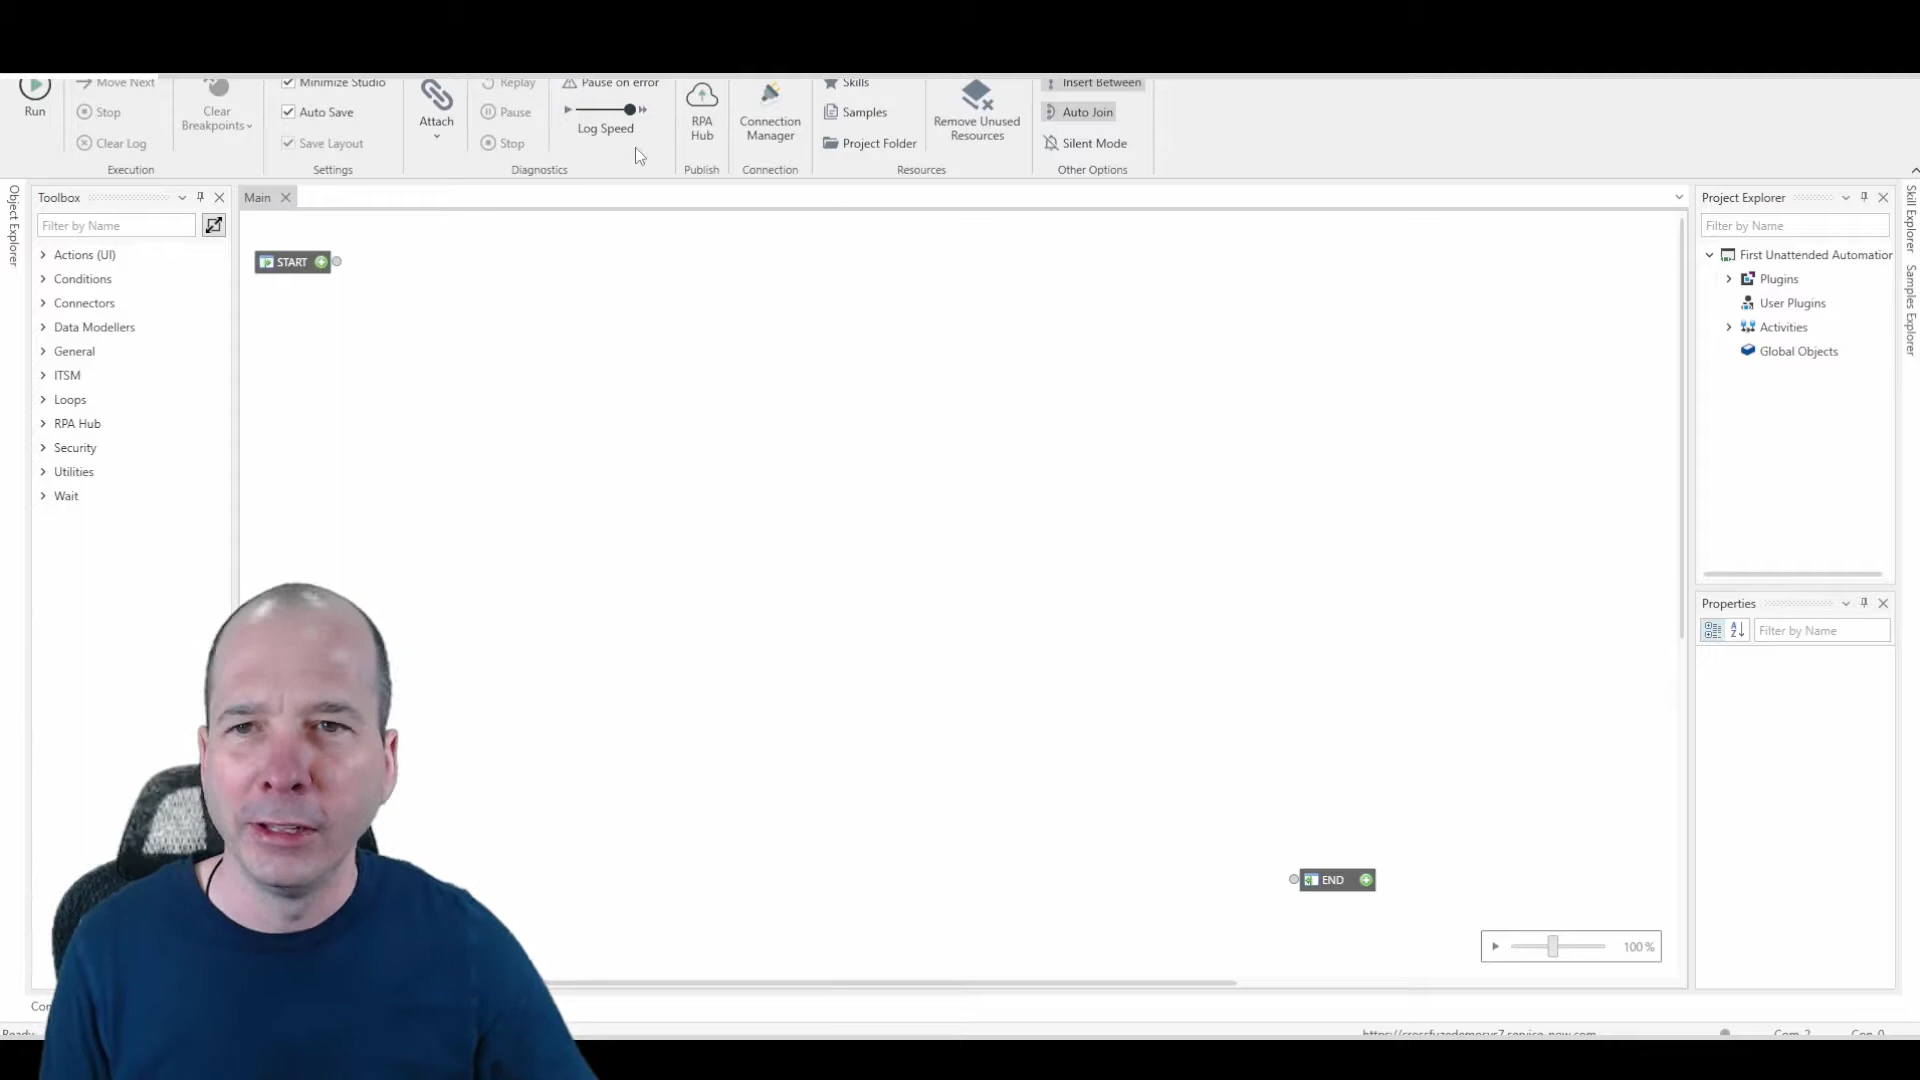 Move Next
Minimize Studio
Replay
Pause on error
Skills
Insert Between
Run
Stop
Clear Breakpoints
Auto Save
Attach
Pause
Log Speed
RPA Hub
Connection Manager
Samples
Remove Unused Resources
Auto Join
Clear Log
Save Layout
Stop
Project Folder
Silent Mode
Execution
Settings
Diagnostics
Publish
Connection
Resources
Other Options
Object Explorer
Toolbox
Filter by Name
Actions (UI)
Conditions
Connectors
Data Modellers
General
ITSM
Loops
RPA Hub
Security
Utilities
Wait
Main
START
END
100 %
Project Explorer
Filter by Name
First Unattended Automation
Plugins
User Plugins
Activities
Global Objects
Properties
Filter by Name
Skill Explorer
Samples Explorer
Ready